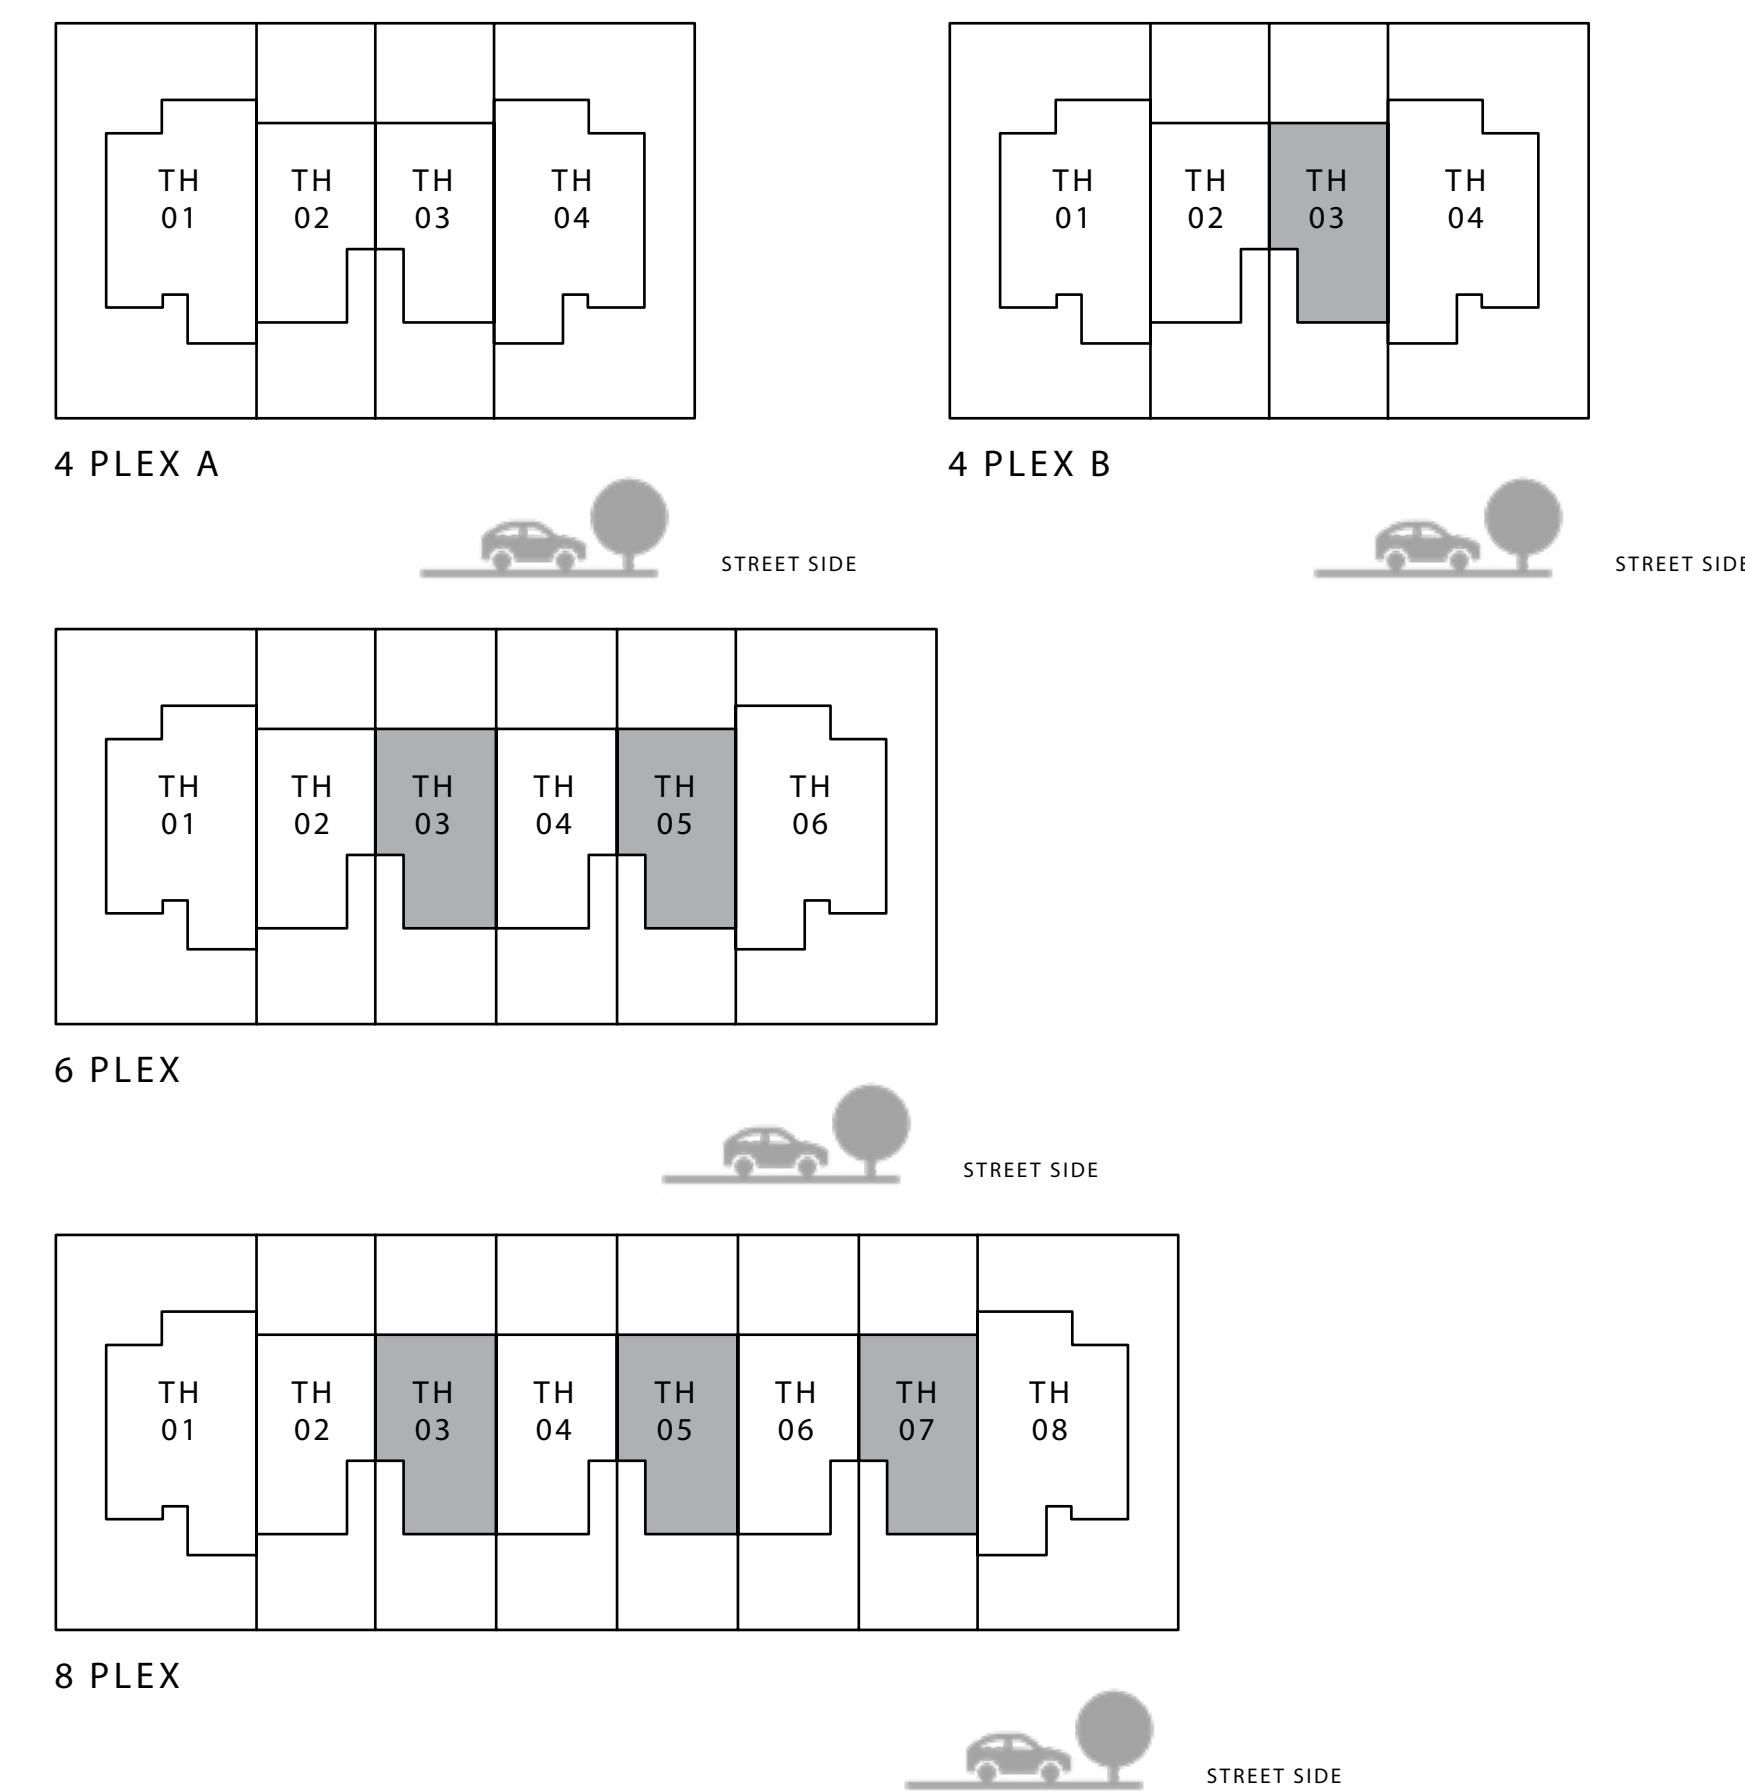 TH TH TH TH
01 02 03 04
4 PLEX A
STREET SIDE
TH TH TH TH
01 02 03 04
4 PLEX B
STREET SIDE
TH TH TH TH TH TH
01 02 03 04 05 06
6 PLEX
STREET SIDE
TH TH TH TH TH TH TH TH
01 02 03 04 05 06 07 08
8 PLEX
STREET SIDE